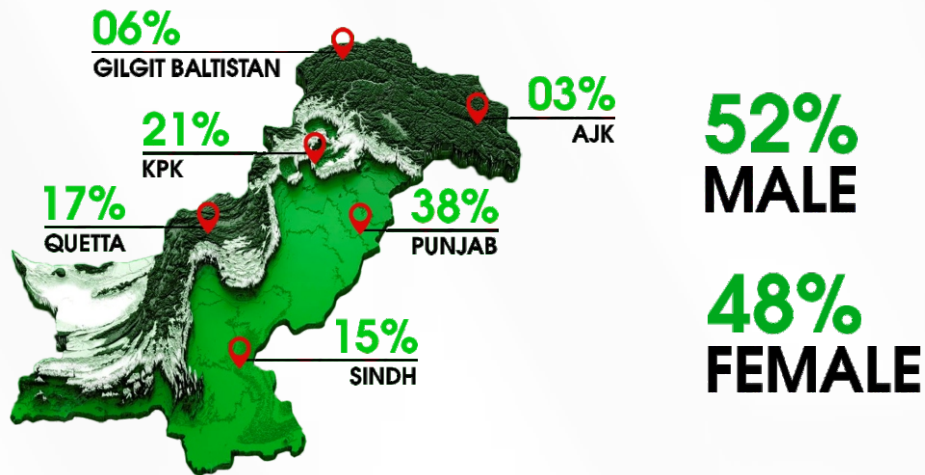 06%
GILGIT BALTISTAN
03%
AJK
21%
KPK
17%
QUETTA
38%
PUNJAB
15%
SINDH
52%
MALE
48%
FEMALE